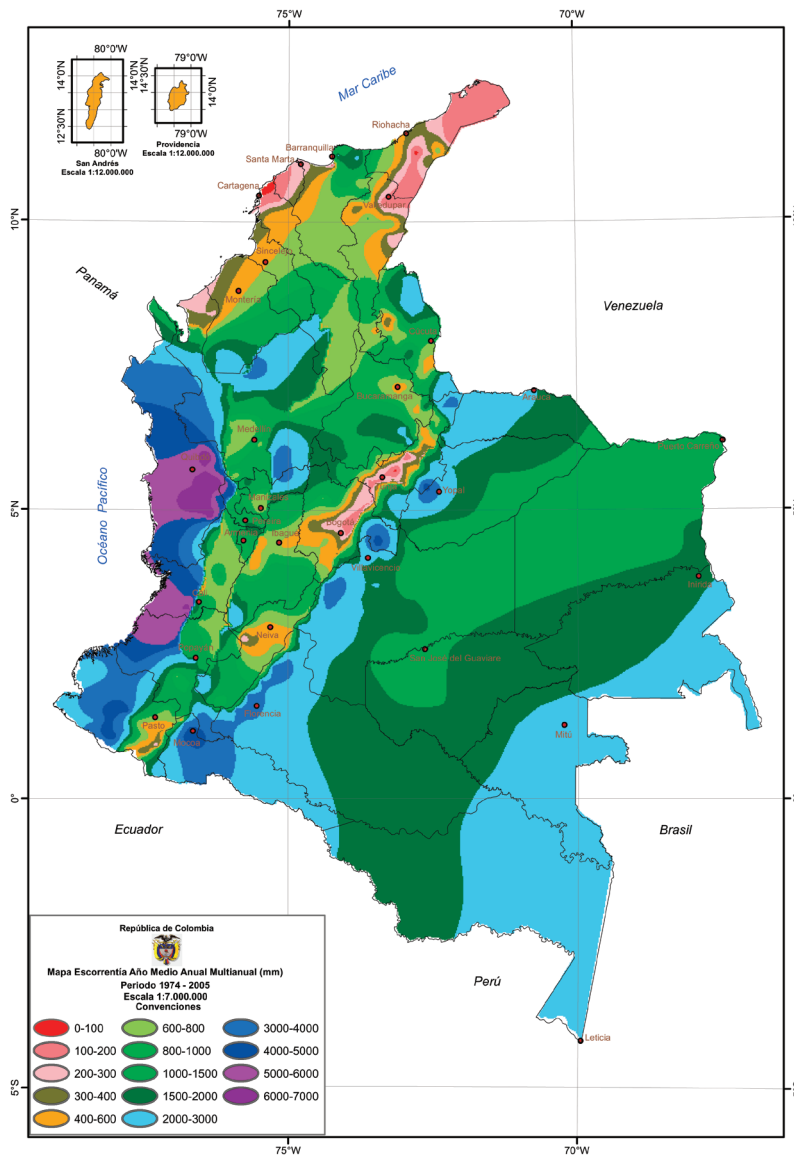 75°W
70°W
80°W
14°0'N
14°0'N
12°30'N
80°W
San Andrés
Escala 1:12.000.000
79°W
14°30'N
14°0'N
79°W
Providencia
Escala 1:12.000.000
Mar Caribe
Riohacha
Barranquilla
Santa Marta
Cartagena
Valledupar
10°N
Sincelejo
Montería
Panamá
Venezuela
Cúcuta
Bucaramanga
Arauca
Medellín
Océano Pacífico
Yopal
5°N
Bogotá
Ibagué
Villavicencio
Inírida
Cali
Neiva
San José del Guaviare
Popayán
Florencia
Pasto
Mocoa
Mitú
0°
Ecuador
Brasil
Perú
Leticia
5°S
República de Colombia
Mapa Escorrentía Año Medio Anual Multianual (mm)
Periodo 1974 - 2005
Escala 1:7.000.000
Convenciones
0-100
100-200
200-300
300-400
400-600
600-800
800-1000
1000-1500
1500-2000
2000-3000
3000-4000
4000-5000
5000-6000
6000-7000
75°W
70°W